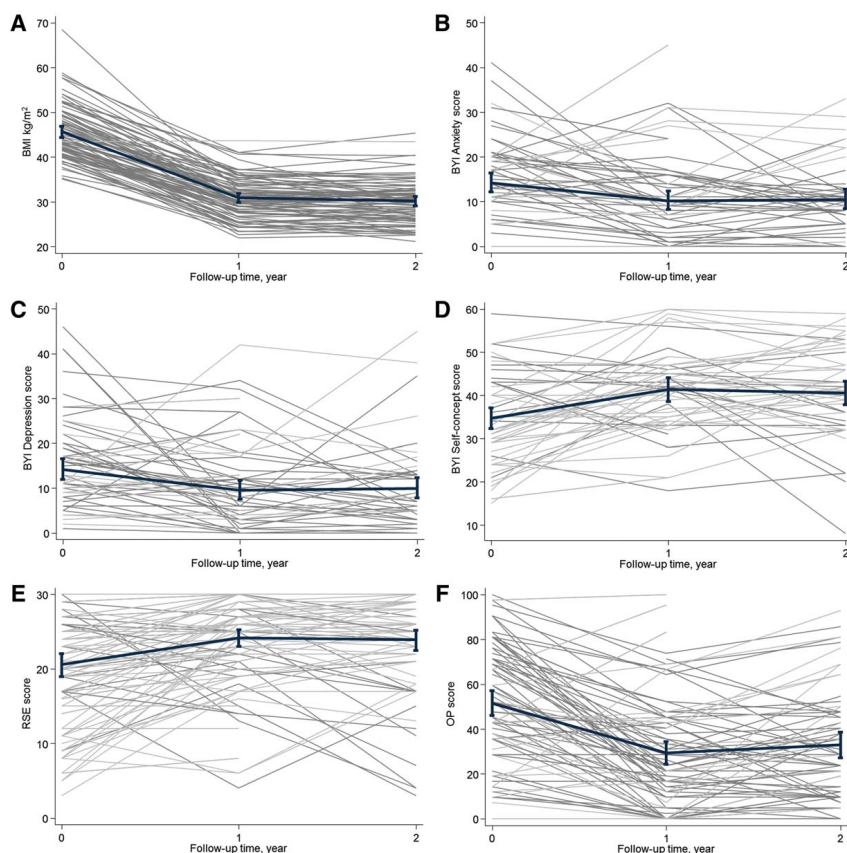 A
70
60
50
40
30
20
BMI kg/m²
0 1 2
Follow-up time, year
B
50
40
30
20
10
0
BYI Anxiety score
0 1 2
Follow-up time, year
C
50
40
30
20
10
0
BYI Depression score
0 1 2
Follow-up time, year
D
60
50
40
30
20
10
BYI Self-concept score
0 1 2
Follow-up time, year
E
30
20
10
0
RSE score
0 1 2
Follow-up time, year
F
100
80
60
40
20
0
OP score
0 1 2
Follow-up time, year